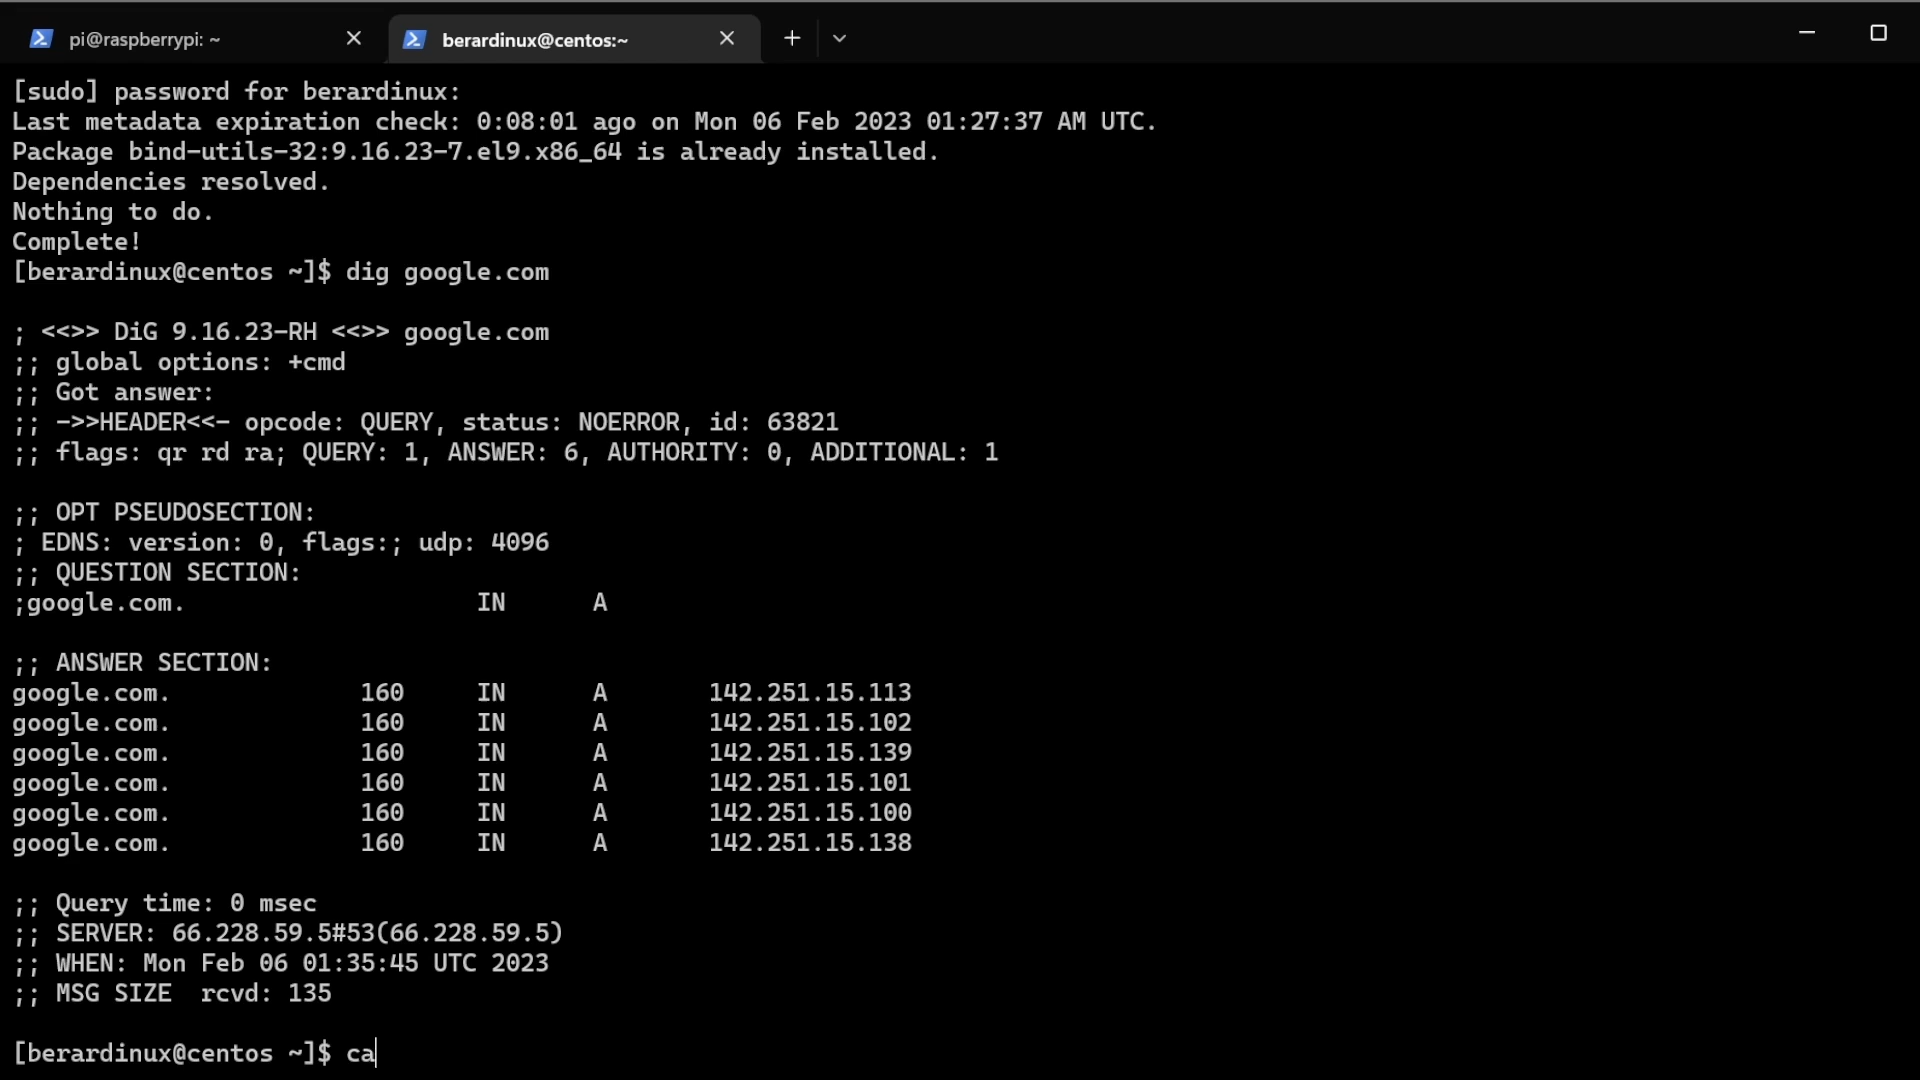 pi@raspberrypi: ~
berardinux@centos:~
[sudo] password for berardinux:
Last metadata expiration check: 0:08:01 ago on Mon 06 Feb 2023 01:27:37 AM UTC.
Package bind-utils-32:9.16.23-7.el9.x86_64 is already installed.
Dependencies resolved.
Nothing to do.
Complete!
[berardinux@centos ~]$ dig google.com
; <<>> DiG 9.16.23-RH <<>> google.com
;; global options: +cmd
;; Got answer:
;; ->>HEADER<<- opcode: QUERY, status: NOERROR, id: 63821
;; flags: qr rd ra; QUERY: 1, ANSWER: 6, AUTHORITY: 0, ADDITIONAL: 1
;; OPT PSEUDOSECTION:
; EDNS: version: 0, flags:; udp: 4096
;; QUESTION SECTION:
;google.com. IN A
;; ANSWER SECTION:
google.com. 160 IN A 142.251.15.113
google.com. 160 IN A 142.251.15.102
google.com. 160 IN A 142.251.15.139
google.com. 160 IN A 142.251.15.101
google.com. 160 IN A 142.251.15.100
google.com. 160 IN A 142.251.15.138
;; Query time: 0 msec
;; SERVER: 66.228.59.5#53(66.228.59.5)
;; WHEN: Mon Feb 06 01:35:45 UTC 2023
;; MSG SIZE  rcvd: 135
[berardinux@centos ~]$ ca